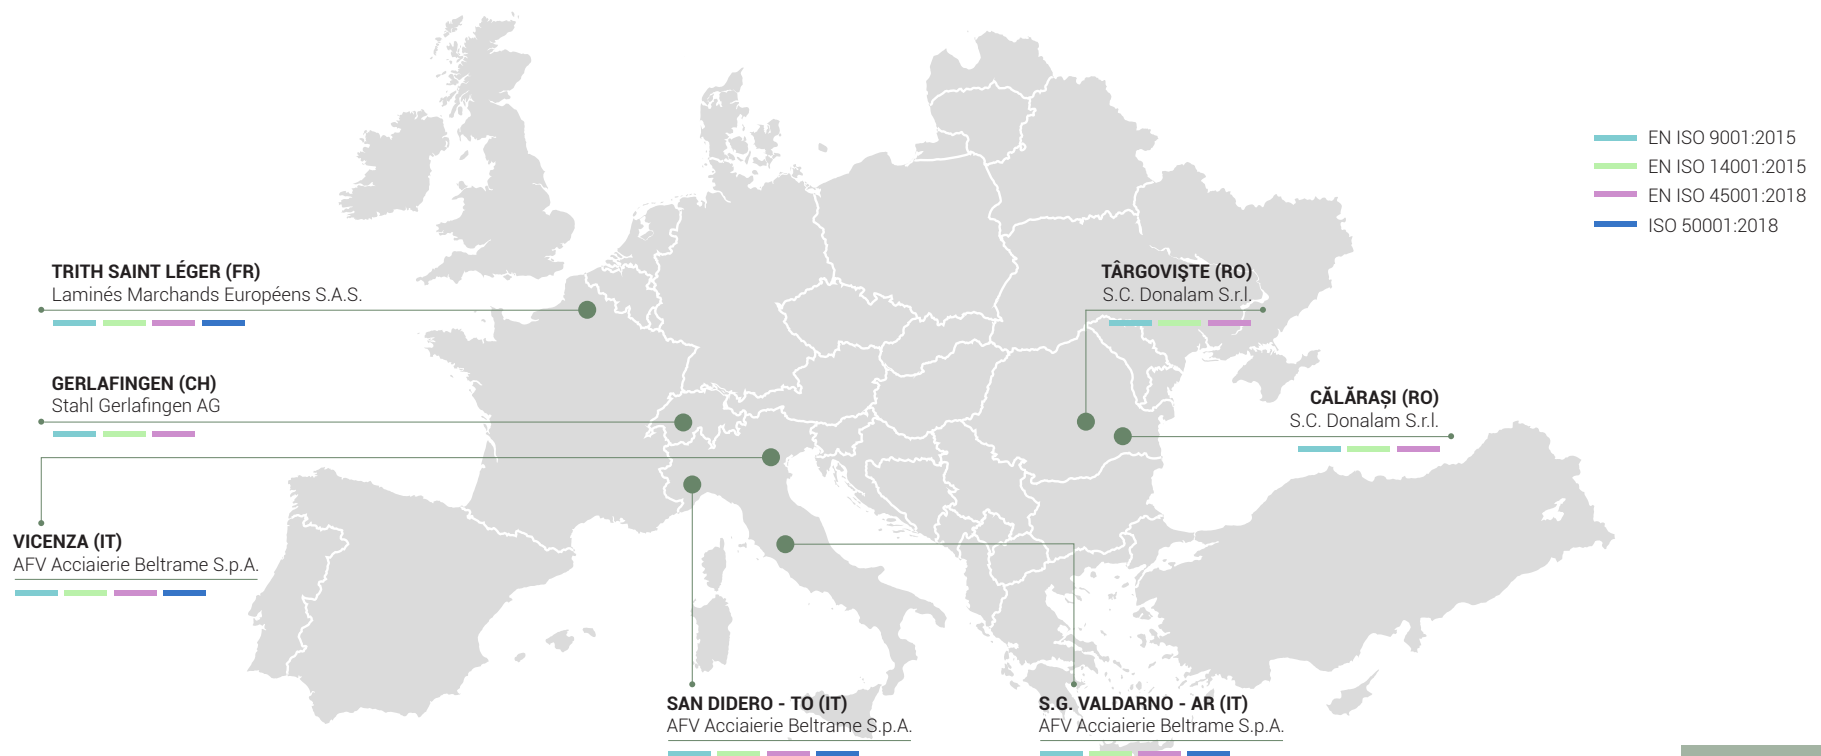 EN ISO 9001:2015
EN ISO 14001:2015
EN ISO 45001:2018
ISO 50001:2018
TRITH SAINT LÉGER (FR)
Laminés Marchands Européens S.A.S.
TÂRGOVIŞTE (RO)
S.C. Donalam S.r.l.
GERLAFINGEN (CH)
Stahl Gerlafingen AG
CĂLĂRAȘI (RO)
S.C. Donalam S.r.l.
VICENZA (IT)
AFV Acciaierie Beltrame S.p.A.
SAN DIDERO - TO (IT)
AFV Acciaierie Beltrame S.p.A.
S.G. VALDARNO - AR (IT)
AFV Acciaierie Beltrame S.p.A.